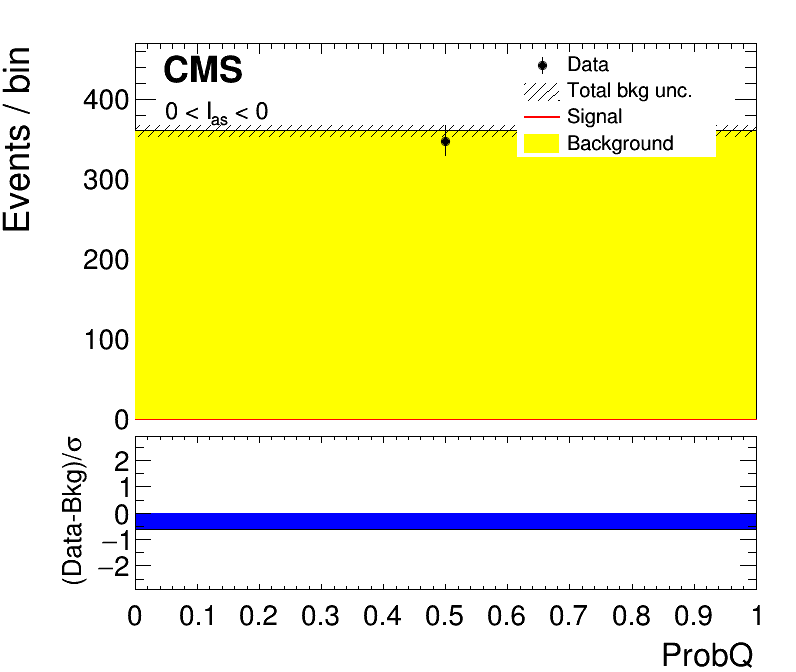 CMS
0 < I_as < 0
Data
Total bkg unc.
Signal
Background
Events / bin
400
300
200
100
0
(Data-Bkg)/σ
2
1
0
−1
−2
0 0.1 0.2 0.3 0.4 0.5 0.6 0.7 0.8 0.9 1
ProbQ